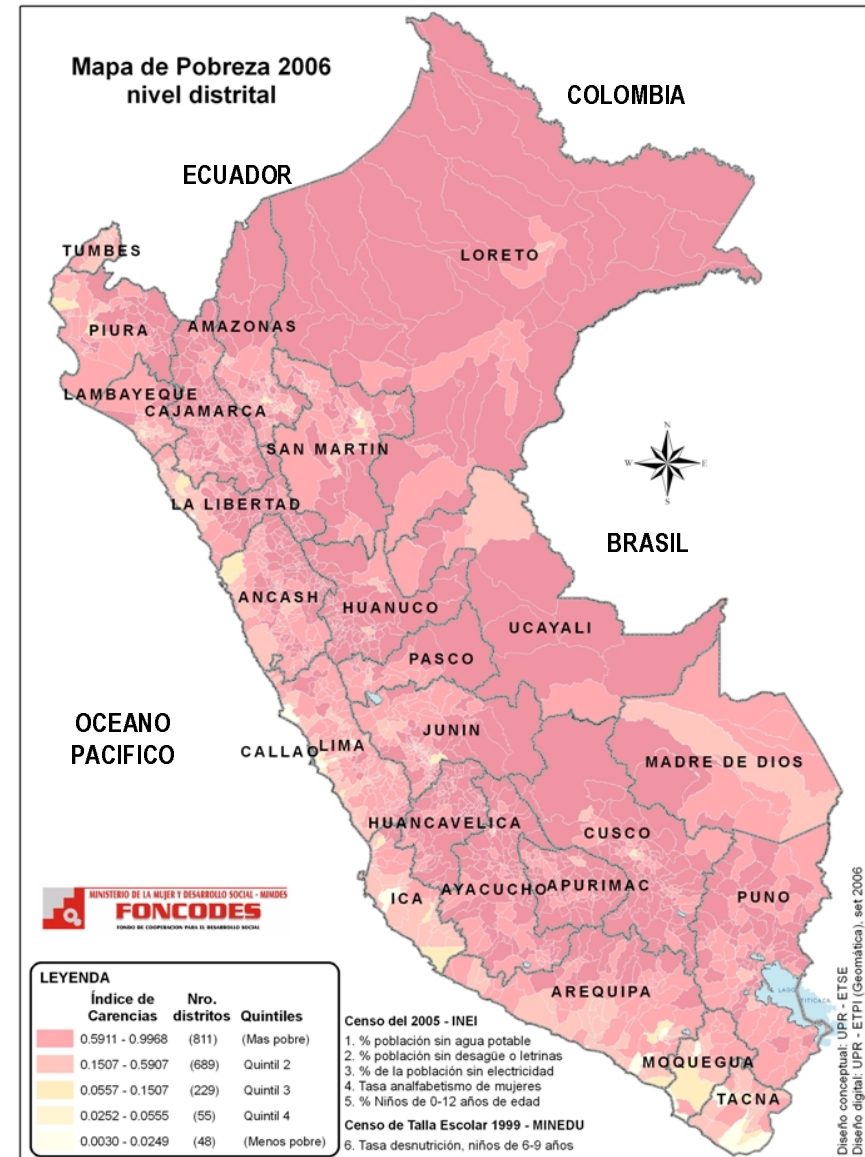 Mapa de Pobreza 2006
nivel distrital
COLOMBIA
ECUADOR
TUMBES
LORETO
PIURA
AMAZONAS
LAMBAYEQUE
CAJAMARCA
SAN MARTIN
N
W
E
S
LA LIBERTAD
BRASIL
ANCASH
HUANUCO
UCAYALI
PASCO
OCEANO
PACIFICO
JUNIN
CALLAO
LIMA
MADRE DE DIOS
HUANCAVELICA
CUSCO
ICA
AYACUCHO
APURIMAC
PUNO
LAGO TITICACA
AREQUIPA
MOQUEGUA
TACNA
MINISTERIO DE LA MUJER Y DESARROLLO SOCIAL - MIMDES
FONCODES
FONDO DE COOPERACION PARA EL DESARROLLO SOCIAL
LEYENDA
Índice de Carencias Nro. distritos Quintiles
0.5911 - 0.9968 (811) (Mas pobre)
0.1507 - 0.5907 (689) Quintil 2
0.0557 - 0.1507 (229) Quintil 3
0.0252 - 0.0555 (55) Quintil 4
0.0030 - 0.0249 (48) (Menos pobre)
Censo del 2005 - INEI
1. % población sin agua potable
2. % población sin desagüe o letrinas
3. % de la población sin electricidad
4. Tasa analfabetismo de mujeres
5. % Niños de 0-12 años de edad
Censo de Talla Escolar 1999 - MINEDU
6. Tasa desnutrición, niños de 6-9 años
Diseño conceptual: UPR - ETSE
Diseño digital: UPR - ETPI (Geomática), set 2006